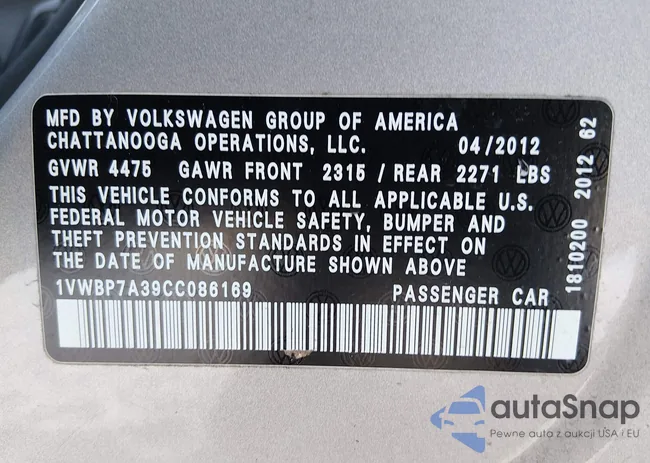 MFD BY VOLKSWAGEN GROUP OF AMERICA
CHATTANOOGA OPERATIONS, LLC. 04/2012
GVWR 4475 GAWR FRONT 2315 / REAR 2271 LBS
THIS VEHICLE CONFORMS TO ALL APPLICABLE U.S.
FEDERAL MOTOR VEHICLE SAFETY, BUMPER AND
THEFT PREVENTION STANDARDS IN EFFECT ON
THE DATE OF MANUFACTURE SHOWN ABOVE
1VWBP7A39CC086169 PASSENGER CAR
1810200 2012 62
autaSnap
Pewne auta z aukcji USA / EU